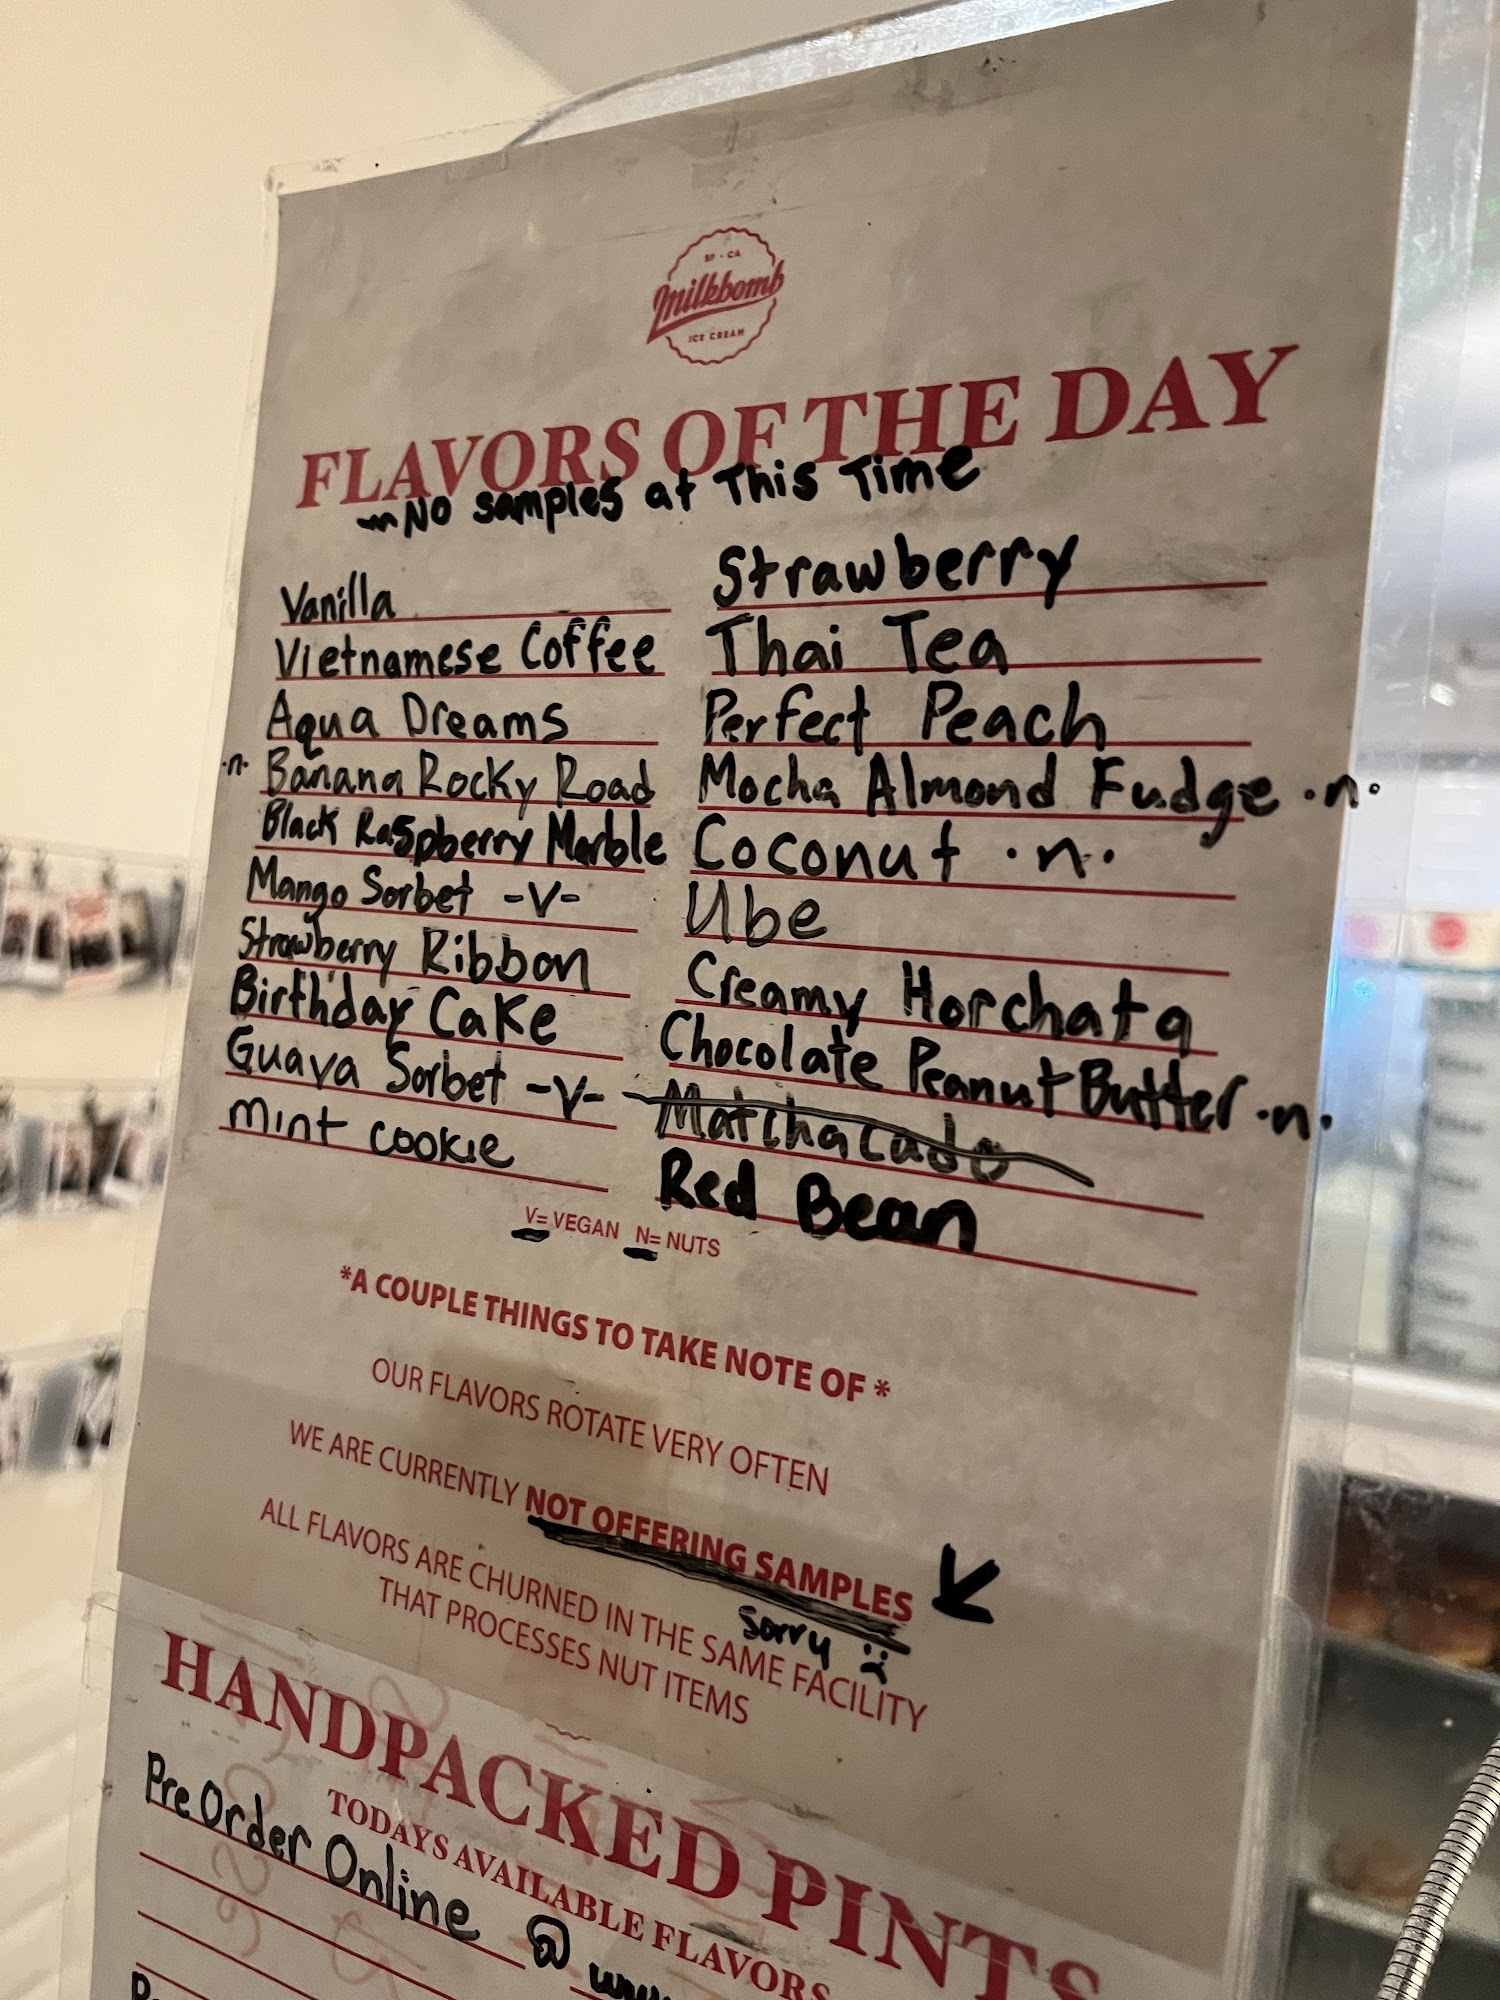 SF · CA
Milkbomb
ICE CREAM
FLAVORS OF THE DAY
No samples at This Time
Vanilla
Vietnamese Coffee
Aqua Dreams
·n· Banana Rocky Road
Black Raspberry Marble
Mango Sorbet -V-
Strawberry Ribbon
Birthday Cake
Guava Sorbet -V-
mint cookie
Strawberry
Thai Tea
Perfect Peach
Mocha Almond Fudge ·n·
Coconut ·n·
Ube
Creamy Horchata
Chocolate Peanut Butter ·n·
Matchacado
Red Bean
V= VEGAN N= NUTS
*A COUPLE THINGS TO TAKE NOTE OF *
OUR FLAVORS ROTATE VERY OFTEN
WE ARE CURRENTLY NOT OFFERING SAMPLES
Sorry :(
ALL FLAVORS ARE CHURNED IN THE SAME FACILITY
THAT PROCESSES NUT ITEMS
HANDPACKED PINTS
TODAYS AVAILABLE FLAVORS
Pre Order Online @ www